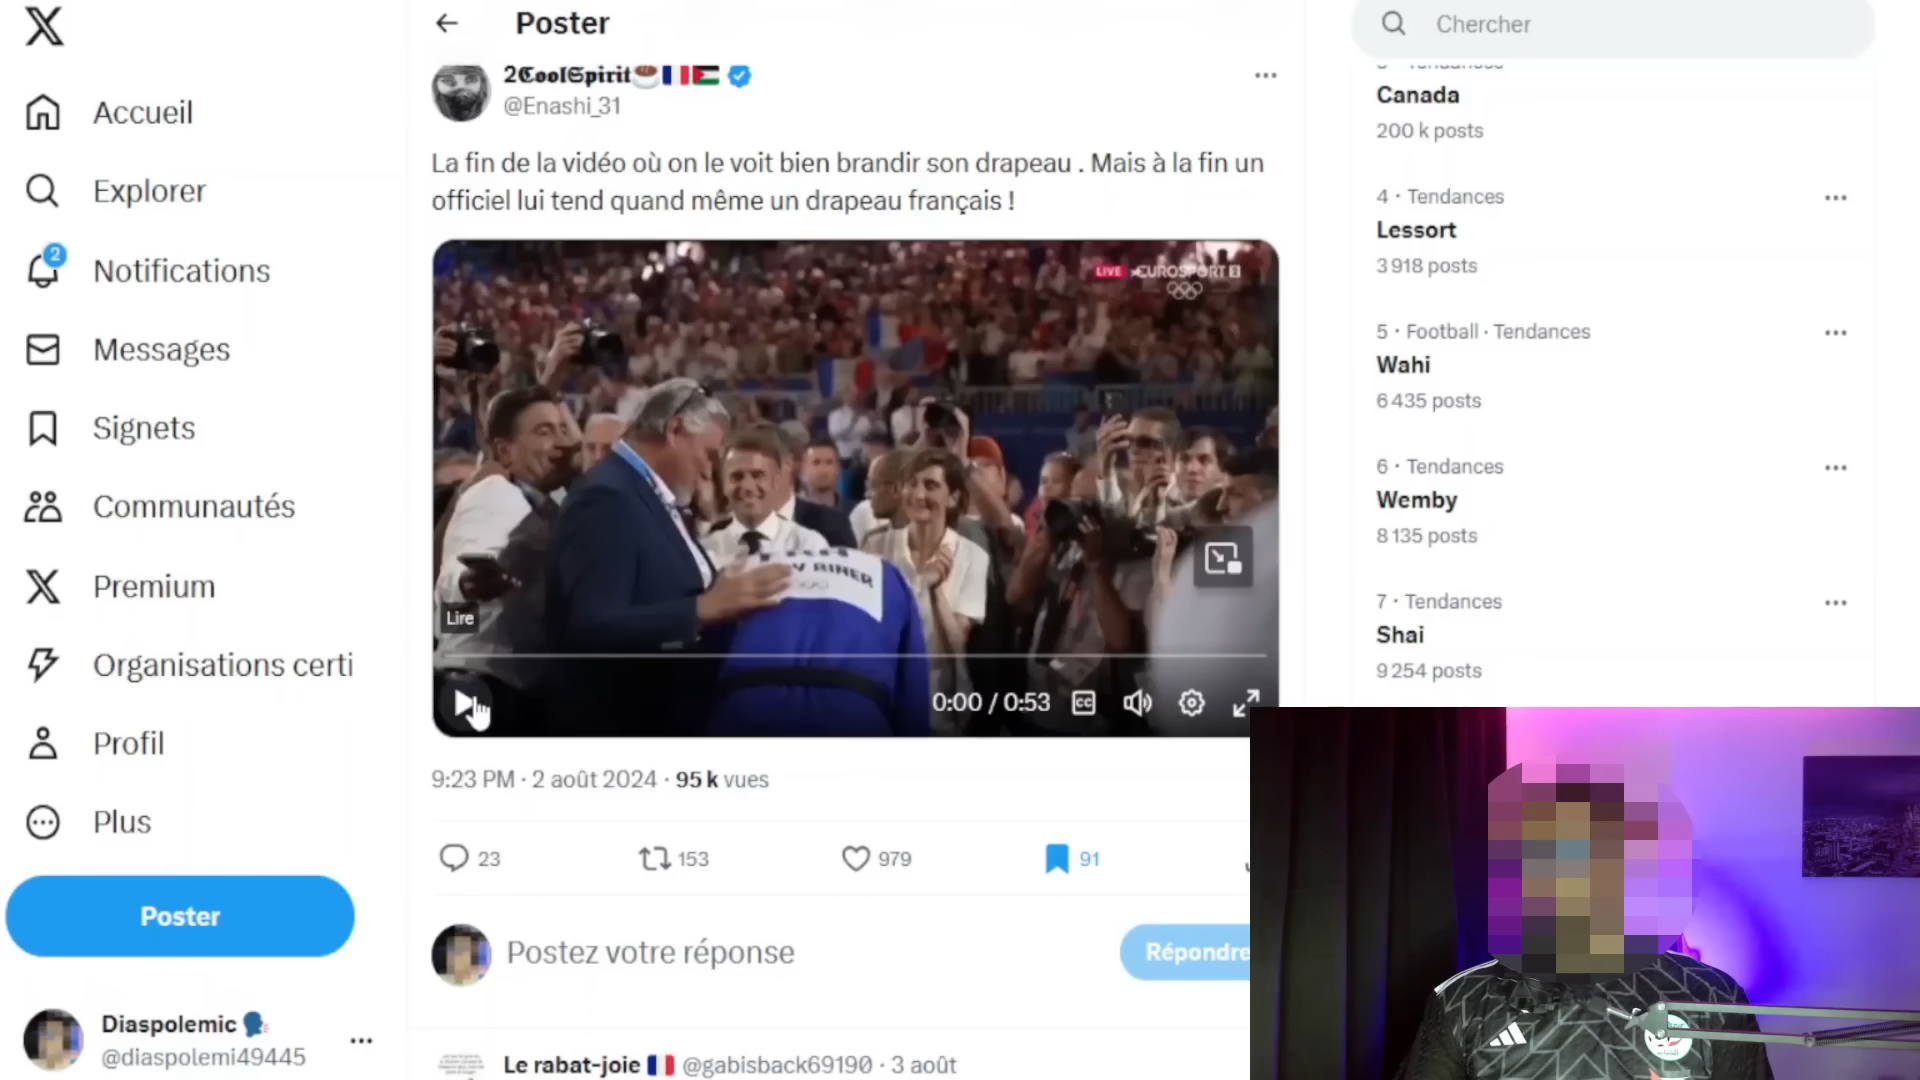 Accueil
Explorer
2
Notifications
Messages
Signets
Communautés
Premium
Organisations certi
Profil
Plus
Poster
Diaspolemic
@diaspolemi49445
Poster
2CoolSpirit
@Enashi_31
La fin de la vidéo où on le voit bien brandir son drapeau . Mais à la fin un
officiel lui tend quand même un drapeau français !
LIVE EUROSPORT
RINER
Lire
0:00 / 0:53
CC
9:23 PM · 2 août 2024 · 95 k vues
23
153
979
91
Postez votre réponse
Répondre
Le rabat-joie @gabisback69190 · 3 août
Chercher
Canada
200 k posts
4 · Tendances
Lessort
3 918 posts
5 · Football · Tendances
Wahi
6 435 posts
6 · Tendances
Wemby
8 135 posts
7 · Tendances
Shai
9 254 posts